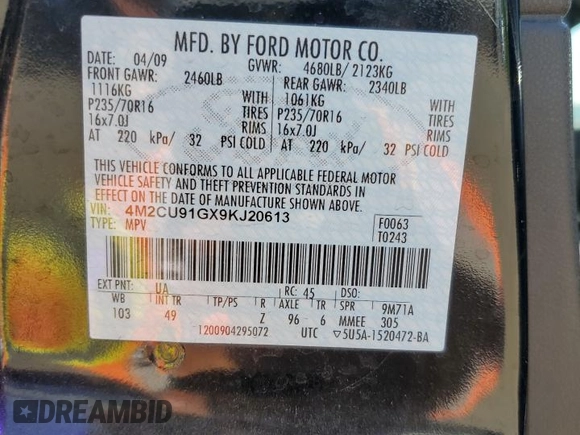 MFD. BY FORD MOTOR CO.
DATE: 04/09 GVWR: 4680LB/ 2123KG
FRONT GAWR: 2460LB REAR GAWR: 2340LB
1116KG WITH 1061KG WITH
P235/70R16 TIRES P235/70R16 TIRES
16x7.0J RIMS 16x7.0J RIMS
AT 220 kPa/ 32 PSI COLD AT 220 kPa/ 32 PSI COLD
THIS VEHICLE CONFORMS TO ALL APPLICABLE FEDERAL MOTOR
VEHICLE SAFETY AND THEFT PREVENTION STANDARDS IN
EFFECT ON THE DATE OF MANUFACTURE SHOWN ABOVE.
VIN: 4M2CU91GX9KJ20613 F0063
TYPE: MPV T0243
EXT PNT: UA RC: 45 DSO:
WB INT TR TP/PS R AXLE TR SPR 9M71A
103 49 Z 96 6 MMEE 305
1200904295072 UTC ▽5U5A-1520472-BA
DREAMBID